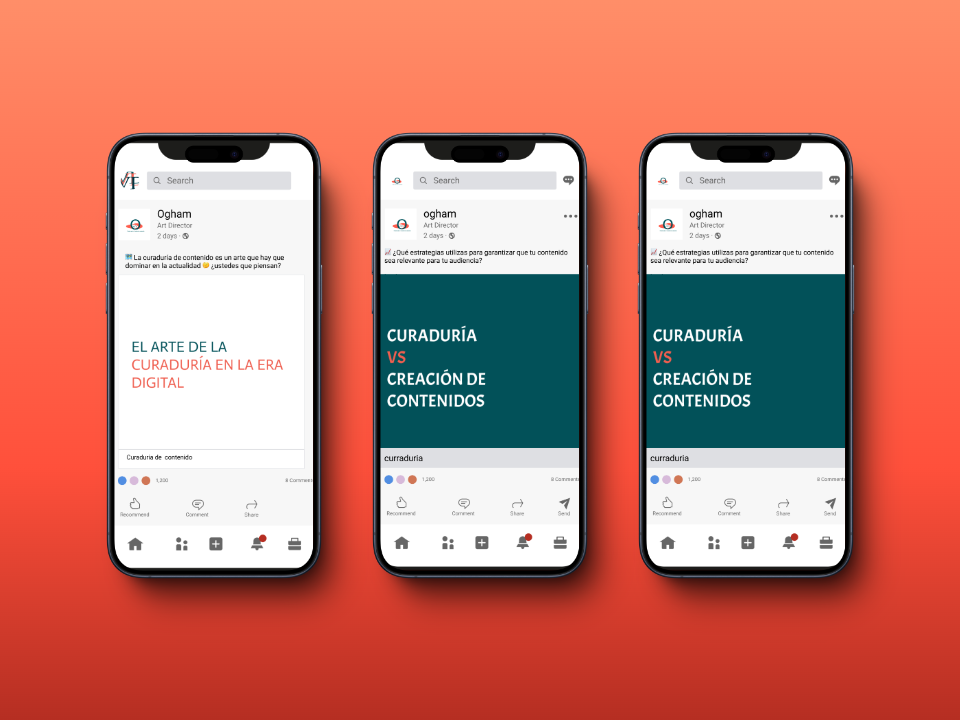 Search
Ogham
Art Director
2 days ·
La curaduría de contenido es un arte que hay que
dominar en la actualidad ¿ustedes que piensan?
EL ARTE DE LA
CURADURÍA EN LA ERA
DIGITAL
Curaduria de contenido
1,200
8 Comment
Recommend
Comment
Share
Search
ogham
Art Director
2 days ·
¿Qué estrategias utilizas para garantizar que tu contenido
sea relevante para tu audiencia?
CURADURÍA
VS
CREACIÓN DE
CONTENIDOS
curraduria
1,200
8 Comment
Recommend
Comment
Share
Send
Search
ogham
Art Director
2 days ·
¿Qué estrategias utilizas para garantizar que tu contenido
sea relevante para tu audiencia?
CURADURÍA
VS
CREACIÓN DE
CONTENIDOS
curraduria
1,200
8 Comment
Recommend
Comment
Share
Send